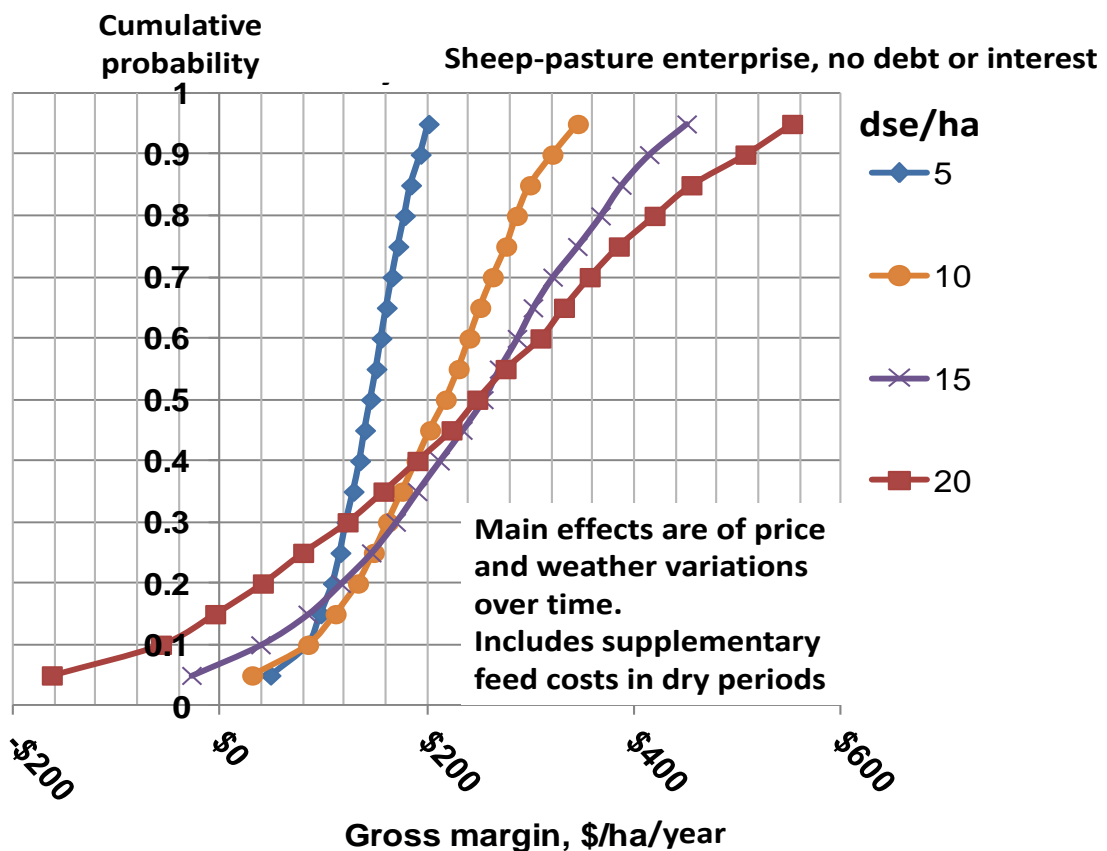 Cumulative
probability
Sheep-pasture enterprise, no debt or interest
1
0.9
0.8
0.7
0.6
0.5
0.4
0.3
0.2
0.1
0
dse/ha
5
10
15
20
Main effects are of price
and weather variations
over time.
Includes supplementary
feed costs in dry periods
-$200
$0
$200
$400
$600
Gross margin, $/ha/year